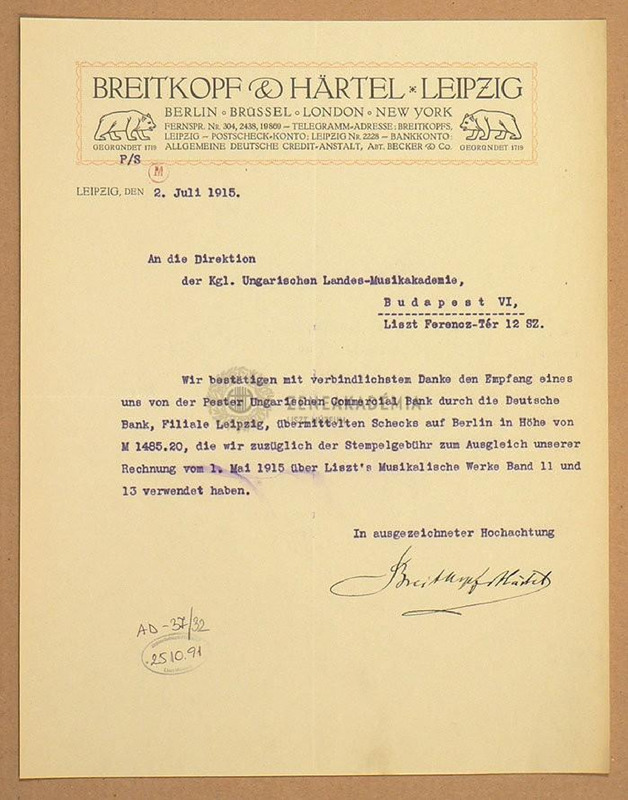 BREITKOPF & HÄRTEL * LEIPZIG
BERLIN • BRÜSSEL • LONDON • NEW YORK
FERNSPR. NR. 304, 2438, 19869 — TELEGRAMM-ADRESSE: BREITKOPFS,
LEIPZIG — POSTSCHECK-KONTO: LEIPZIG NR. 2228 — BANKKONTO:
ALLGEMEINE DEUTSCHE CREDIT-ANSTALT, ABT. BECKER & Co.
GEGRÜNDET 1719
GEGRÜNDET 1719
P/S
M
LEIPZIG, DEN 2. Juli 1915.
An die Direktion
der Kgl. Ungarischen Landes-Musikakademie,
Budapest VI,
Liszt Ferencz-Tér 12 SZ.
Wir bestätigen mit verbindlichstem Danke den Empfang eines
uns von der Pester Ungarischen Commercial Bank durch die Deutsche
Bank, Filiale Leipzig, übermittelten Schecks auf Berlin in Höhe von
M 1485.20, die wir zuzüglich der Stempelgebühr zum Ausgleich unserer
Rechnung vom 1. Mai 1915 über Liszt's Musikalische Werke Band 11 und
13 verwendet haben.
ZENEAKADÉMIA
LISZT MÚZEUM
In ausgezeichneter Hochachtung
Breitkopf & Härtel
AD-37/32
25 10. 91